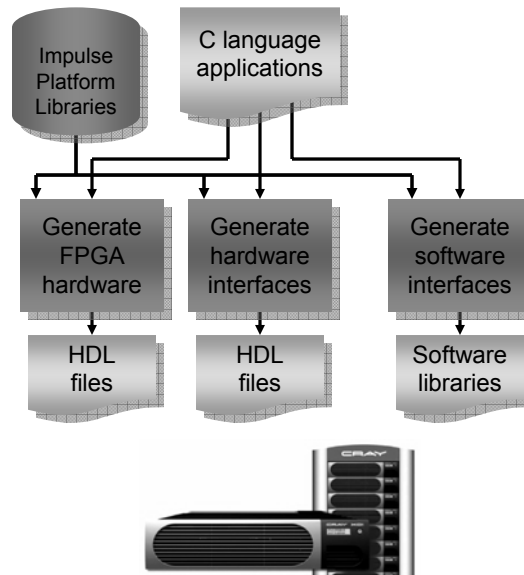 Impulse
Platform
Libraries
C language
applications
Generate
FPGA
hardware
Generate
hardware
interfaces
Generate
software
interfaces
HDL
files
HDL
files
Software
libraries
CRAY
CRAY